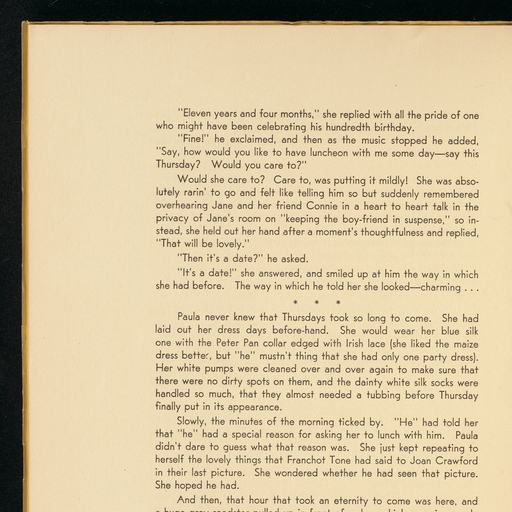 "Eleven years and four months," she replied with all the pride of one
who might have been celebrating his hundredth birthday.
"Fine!" he exclaimed, and then as the music stopped he added,
"Say, how would you like to have luncheon with me some day—say this
Thursday? Would you care to?"
Would she care to? Care to, was putting it mildly! She was abso-
lutely rarin' to go and felt like telling him so but suddenly remembered
overhearing Jane and her friend Connie in a heart to heart talk in the
privacy of Jane's room on "keeping the boy-friend in suspense," so in-
stead, she held out her hand after a moment's thoughtfulness and replied,
"That will be lovely."
"Then it's a date?" he asked.
"It's a date!" she answered, and smiled up at him the way in which
she had before. The way in which he told her she looked—charming . . .
* * *
Paula never knew that Thursdays took so long to come. She had
laid out her dress days before-hand. She would wear her blue silk
one with the Peter Pan collar edged with Irish lace (she liked the maize
dress better, but "he" mustn't thing that she had only one party dress).
Her white pumps were cleaned over and over again to make sure that
there were no dirty spots on them, and the dainty white silk socks were
handled so much, that they almost needed a tubbing before Thursday
finally put in its appearance.
Slowly, the minutes of the morning ticked by. "He" had told her
that "he" had a special reason for asking her to lunch with him. Paula
didn't dare to guess what that reason was. She just kept repeating to
herself the lovely things that Franchot Tone had said to Joan Crawford
in their last picture. She wondered whether he had seen that picture.
She hoped he had.
And then, that hour that took an eternity to come was here, and